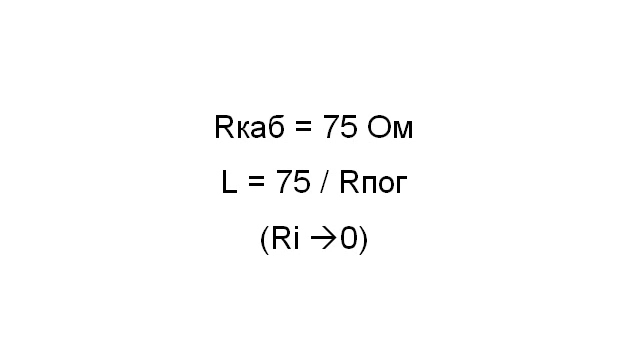 Rкаб = 75 Ом
L = 75 / Rпог
(Ri →0)